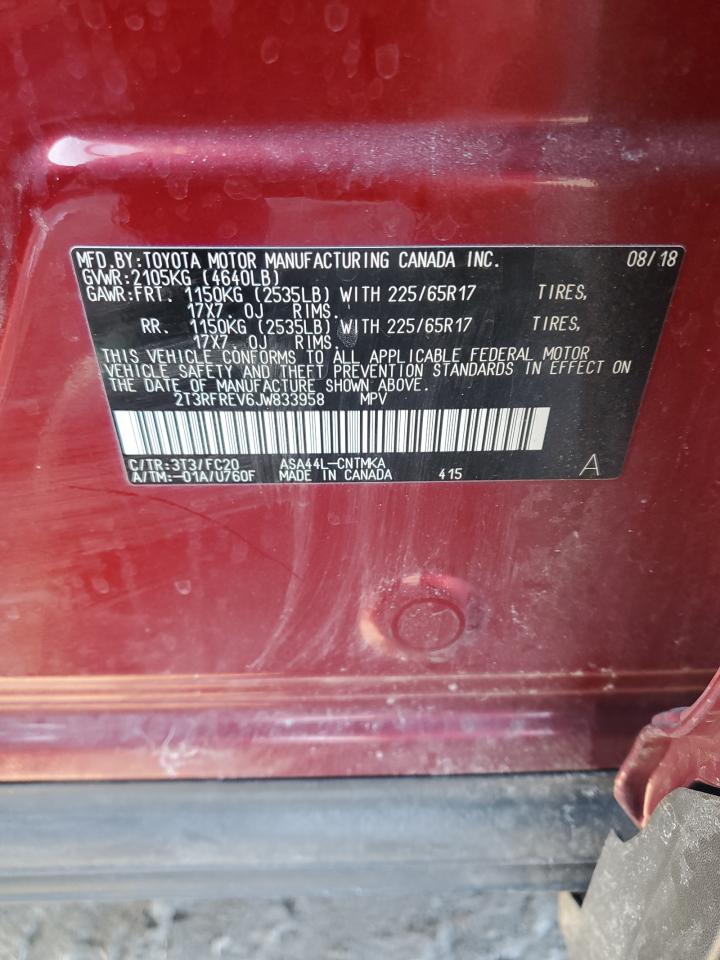 MFD.BY:TOYOTA MOTOR MANUFACTURING CANADA INC. 08/18
GVWR:2105KG (4640LB)
GAWR:FRT. 1150KG (2535LB) WITH 225/65R17 TIRES,
17X7.0J RIMS.
RR. 1150KG (2535LB) WITH 225/65R17 TIRES,
17X7.0J RIMS.
THIS VEHICLE CONFORMS TO ALL APPLICABLE FEDERAL MOTOR
VEHICLE SAFETY AND THEFT PREVENTION STANDARDS IN EFFECT ON
THE DATE OF MANUFACTURE SHOWN ABOVE.
2T3RFREV6JW833958 MPV
C/TR:3T3/FC20 ASA44L-CNTMKA A
A/TM:-01A/U760F MADE IN CANADA 415